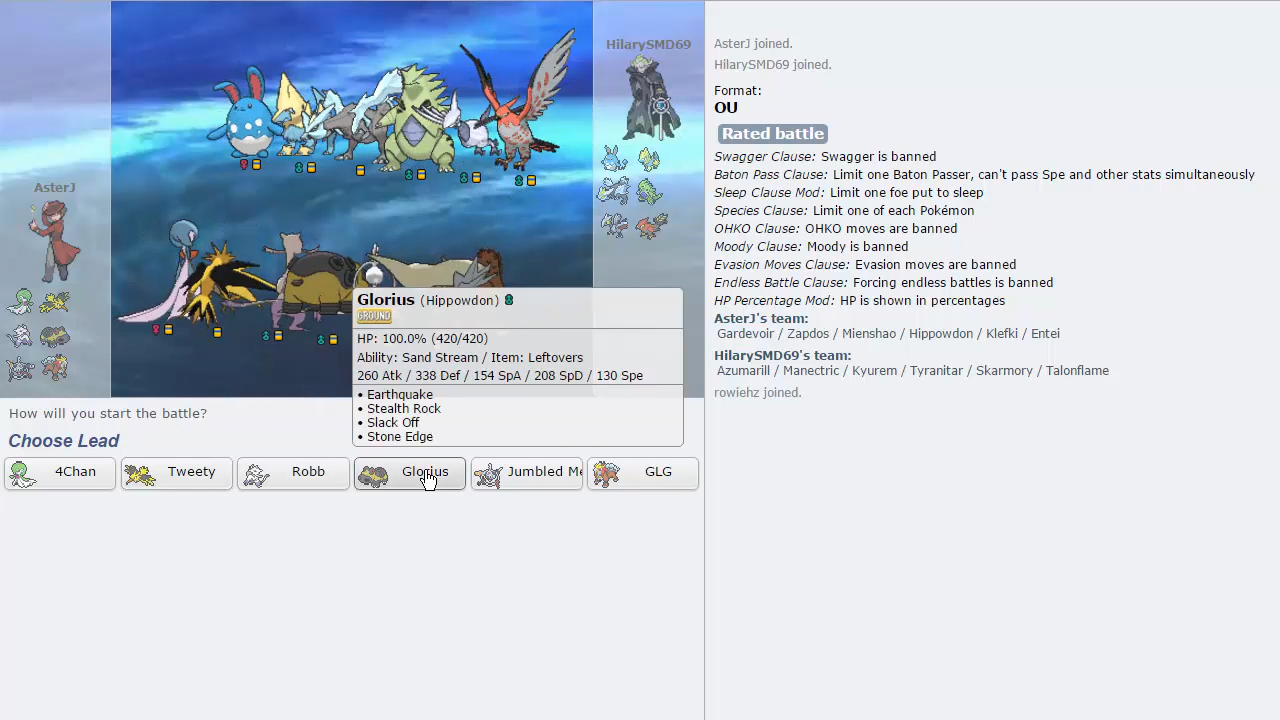 HilarySMD69
AsterJ
Glorius (Hippowdon)
GROUND
HP: 100.0% (420/420)
Ability: Sand Stream / Item: Leftovers
260 Atk / 338 Def / 154 SpA / 208 SpD / 130 Spe
• Earthquake
• Stealth Rock
• Slack Off
• Stone Edge
How will you start the battle?
Choose Lead
4Chan
Tweety
Robb
Glorius
Jumbled Me
GLG
AsterJ joined.
HilarySMD69 joined.
Format:
OU
Rated battle
Swagger Clause: Swagger is banned
Baton Pass Clause: Limit one Baton Passer, can't pass Spe and other stats simultaneously
Sleep Clause Mod: Limit one foe put to sleep
Species Clause: Limit one of each Pokémon
OHKO Clause: OHKO moves are banned
Moody Clause: Moody is banned
Evasion Moves Clause: Evasion moves are banned
Endless Battle Clause: Forcing endless battles is banned
HP Percentage Mod: HP is shown in percentages
AsterJ's team:
Gardevoir / Zapdos / Mienshao / Hippowdon / Klefki / Entei
HilarySMD69's team:
Azumarill / Manectric / Kyurem / Tyranitar / Skarmory / Talonflame
rowiehz joined.